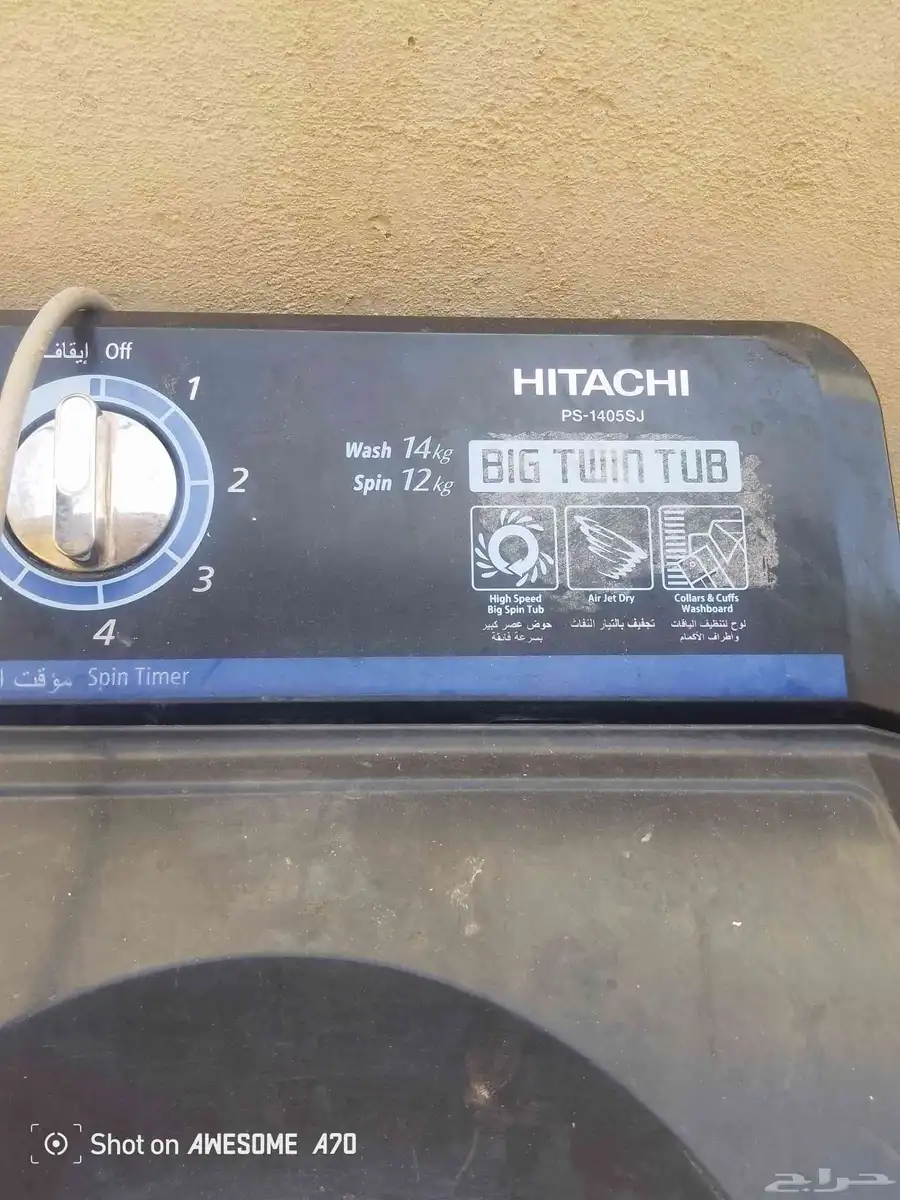 إيقاف Off
1
2
3
4
HITACHI
PS-1405SJ
Wash 14kg
Spin 12kg
BIG TWIN TUB
High Speed
Big Spin Tub
حوض عصر كبير
بسرعة فائقة
Air Jet Dry
تجفيف بالتيار النفاث
Collars & Cuffs
Washboard
لوح لتنظيف الياقات
وأطراف الأكمام
مؤقت Spin Timer
Shot on AWESOME A70
حراج